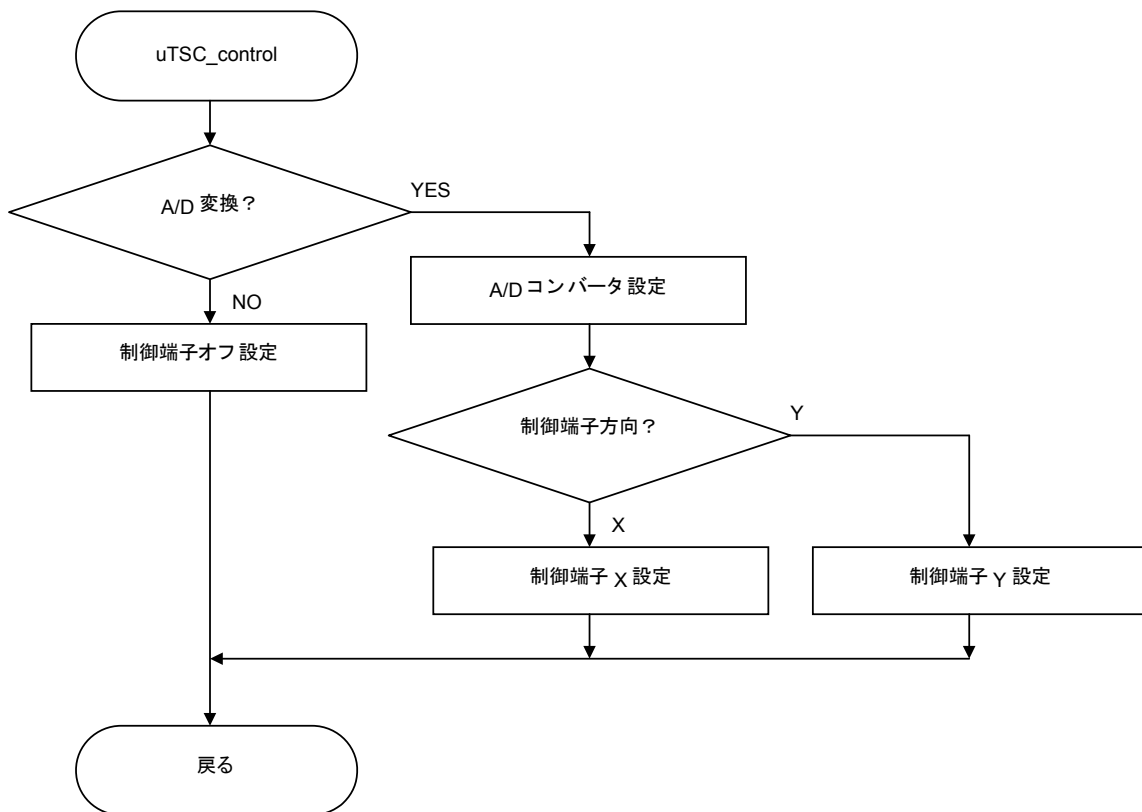 uTSC_control
A/D 変換？
YES
A/D コンバータ設定
NO
制御端子オフ設定
制御端子方向？
Y
X
制御端子 X 設定
制御端子 Y 設定
戻る